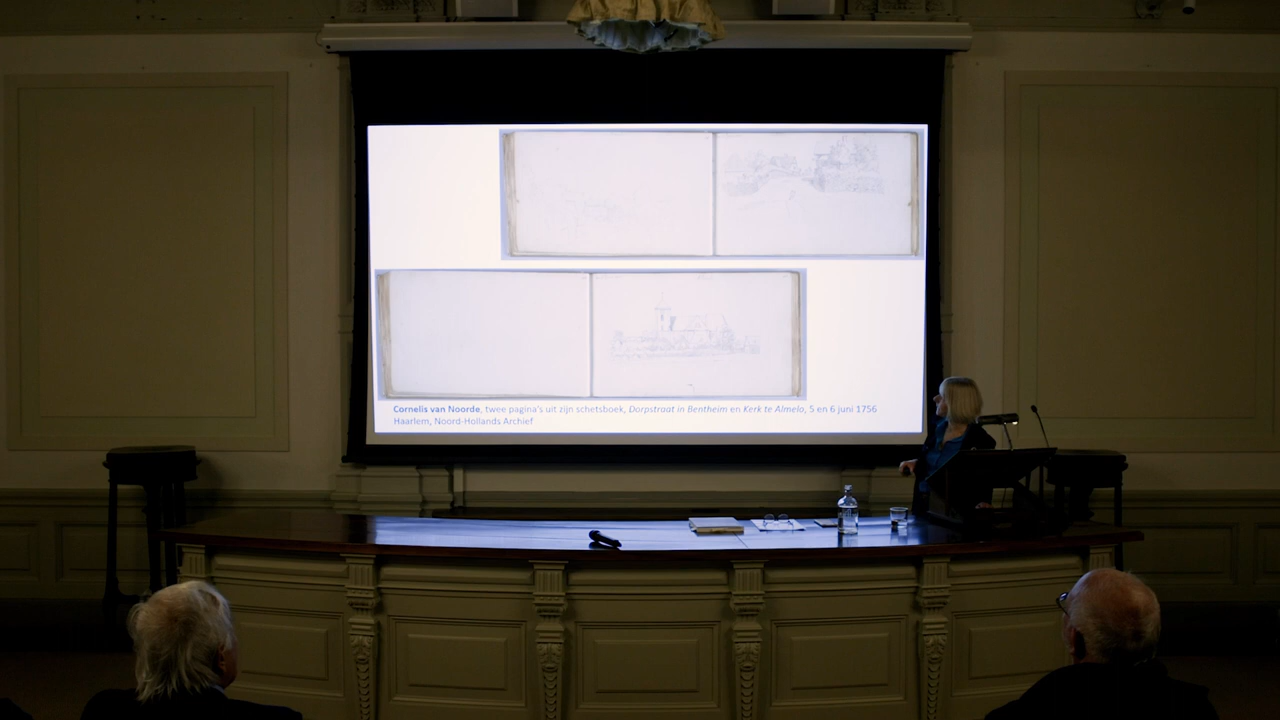 Cornelis van Noorde, twee pagina's uit zijn schetsboek, Dorpstraat in Bentheim en Kerk te Almelo, 5 en 6 juni 1756
Haarlem, Noord-Hollands Archief